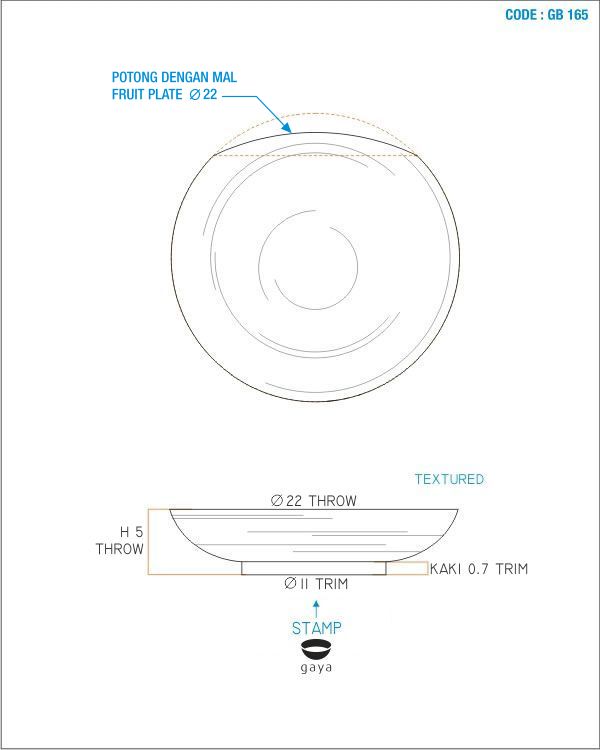 CODE : GB 165
POTONG DENGAN MAL
FRUIT PLATE ∅ 22
TEXTURED
∅ 22 THROW
H 5
THROW
KAKI 0.7 TRIM
∅ 11 TRIM
STAMP
gaya